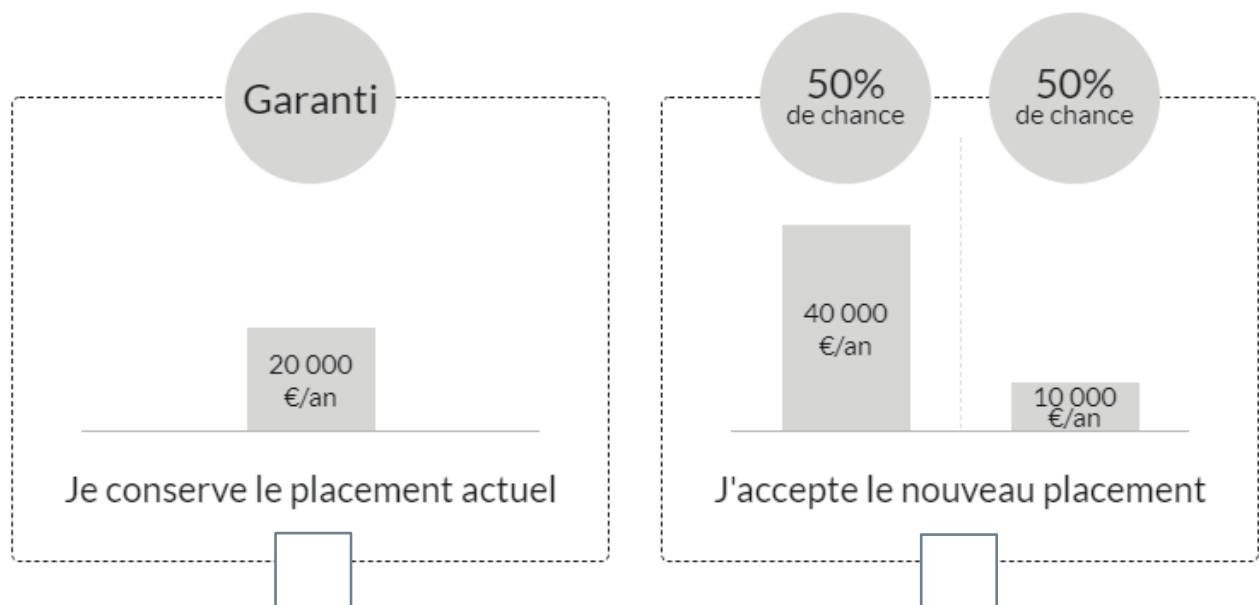 Garanti
20 000
€/an
Je conserve le placement actuel
50%
de chance
50%
de chance
40 000
€/an
10 000
€/an
J'accepte le nouveau placement